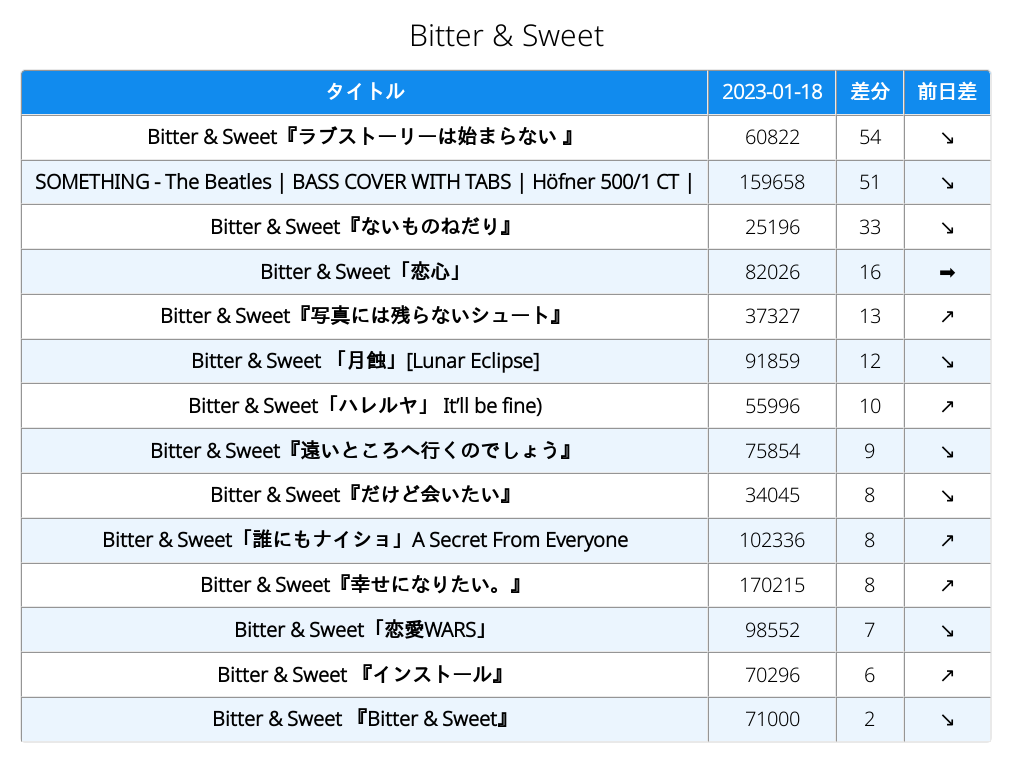 Bitter & Sweet
タイトル 2023-01-18 差分 前日差
Bitter & Sweet『ラブストーリーは始まらない 』 60822 54 ↘
SOMETHING - The Beatles | BASS COVER WITH TABS | Höfner 500/1 CT | 159658 51 ↘
Bitter & Sweet『ないものねだり』 25196 33 ↘
Bitter & Sweet「恋心」 82026 16 ➡
Bitter & Sweet『写真には残らないシュート』 37327 13 ↗
Bitter & Sweet 「月蝕」[Lunar Eclipse] 91859 12 ↘
Bitter & Sweet「ハレルヤ」 It’ll be fine) 55996 10 ↗
Bitter & Sweet『遠いところへ行くのでしょう』 75854 9 ↘
Bitter & Sweet『だけど会いたい』 34045 8 ↘
Bitter & Sweet「誰にもナイショ」A Secret From Everyone 102336 8 ↗
Bitter & Sweet『幸せになりたい。』 170215 8 ↗
Bitter & Sweet「恋愛WARS」 98552 7 ↘
Bitter & Sweet 『インストール』 70296 6 ↗
Bitter & Sweet 『Bitter & Sweet』 71000 2 ↘